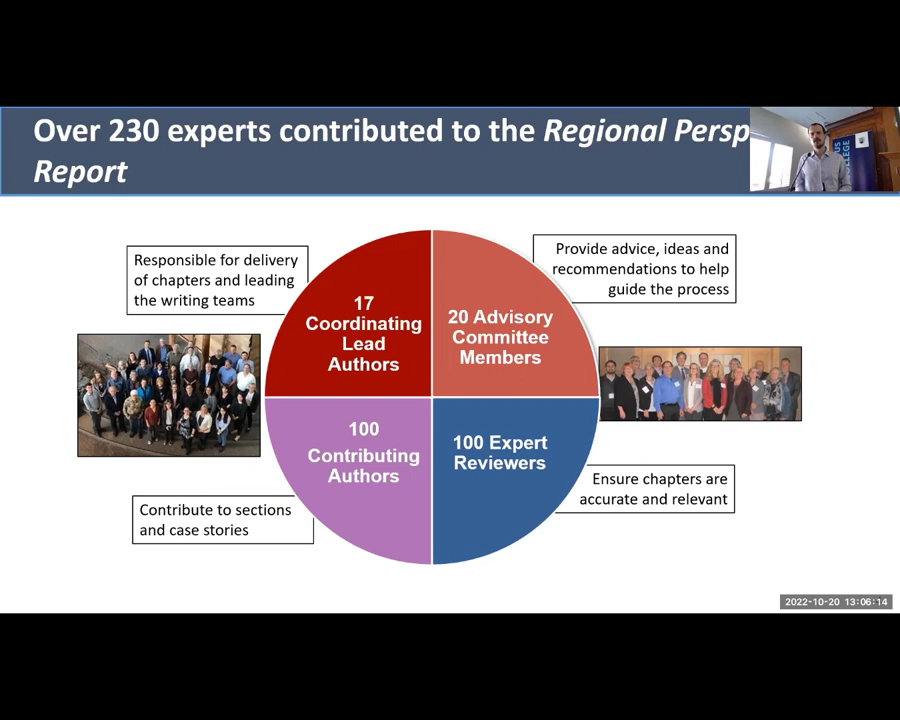 Over 230 experts contributed to the Regional Persp
Report
Responsible for delivery
of chapters and leading
the writing teams
Provide advice, ideas and
recommendations to help
guide the process
17
Coordinating
Lead
Authors
20 Advisory
Committee
Members
100
Contributing
Authors
100 Expert
Reviewers
Contribute to sections
and case stories
Ensure chapters are
accurate and relevant
2022-10-20 13:06:14